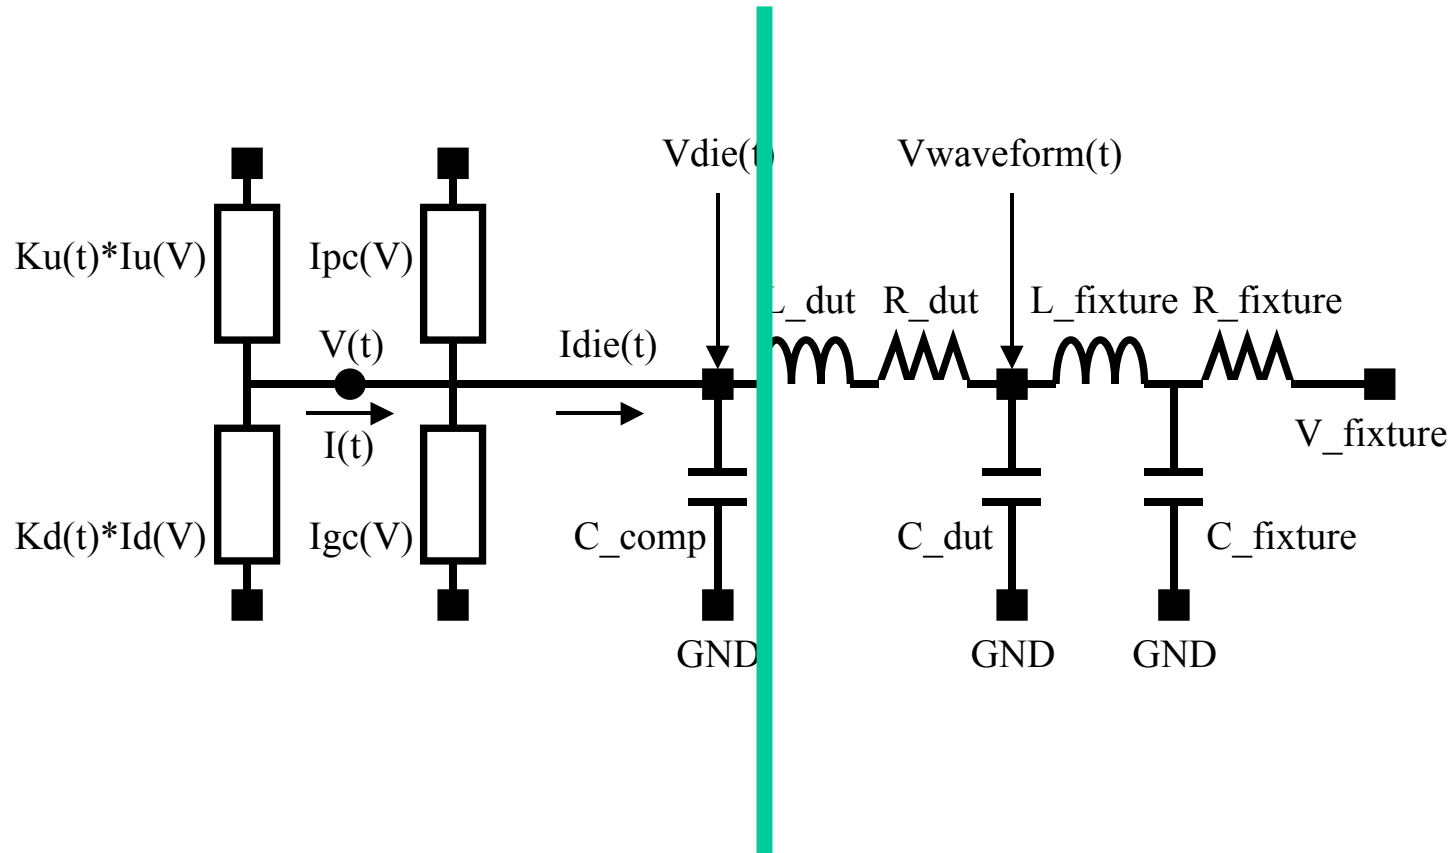 Vdie(t) Vwaveform(t)
Ku(t)*Iu(V) Ipc(V)
L_dut R_dut L_fixture R_fixture
V(t) Idie(t)
I(t) V_fixture
Kd(t)*Id(V) Igc(V) C_comp C_dut C_fixture
GND GND GND